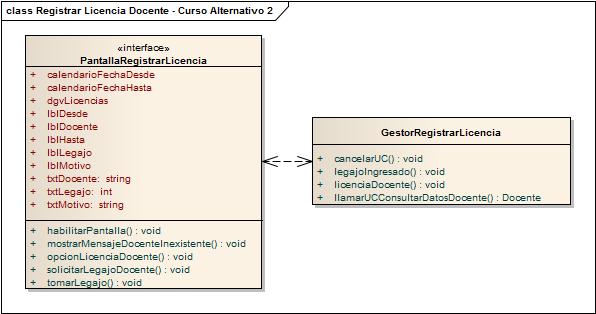 class Registrar Licencia Docente - Curso Alternativo 2
«interface»
PantallaRegistrarLicencia
+ calendarioFechaDesde
+ calendarioFechaHasta
+ dgvLicencias
+ lblDesde
+ lblDocente
+ lblHasta
+ lblLegajo
+ lblMotivo
+ txtDocente: string
+ txtLegajo: int
+ txtMotivo: string
+ habilitarPantalla() : void
+ mostrarMensajeDocenteInexistente() : void
+ opcionLicenciaDocente() : void
+ solicitarLegajoDocente() : void
+ tomarLegajo() : void
GestorRegistrarLicencia
+ cancelarUC() : void
+ legajoIngresado() : void
+ licenciaDocente() : void
+ llamarUCConsultarDatosDocente() : Docente